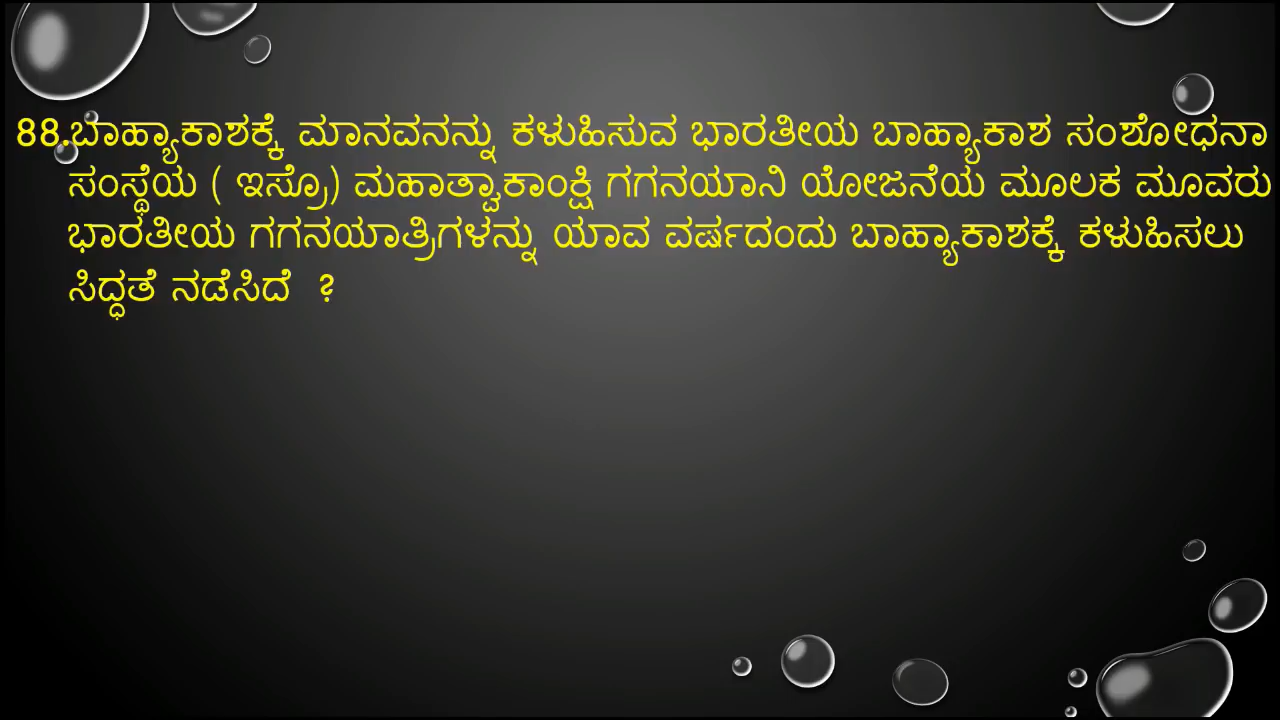 88.ಬಾಹ್ಯಾಕಾಶಕ್ಕೆ ಮಾನವನನ್ನು ಕಳುಹಿಸುವ ಭಾರತೀಯ ಬಾಹ್ಯಾಕಾಶ ಸಂಶೋಧನಾ
ಸಂಸ್ಥೆಯ ( ಇಸ್ರೊ) ಮಹಾತ್ವಾಕಾಂಕ್ಷಿ ಗಗನಯಾನಿ ಯೋಜನೆಯ ಮೂಲಕ ಮೂವರು
ಭಾರತೀಯ ಗಗನಯಾತ್ರಿಗಳನ್ನು ಯಾವ ವರ್ಷದಂದು ಬಾಹ್ಯಾಕಾಶಕ್ಕೆ ಕಳುಹಿಸಲು
ಸಿದ್ಧತೆ ನಡೆಸಿದೆ ?